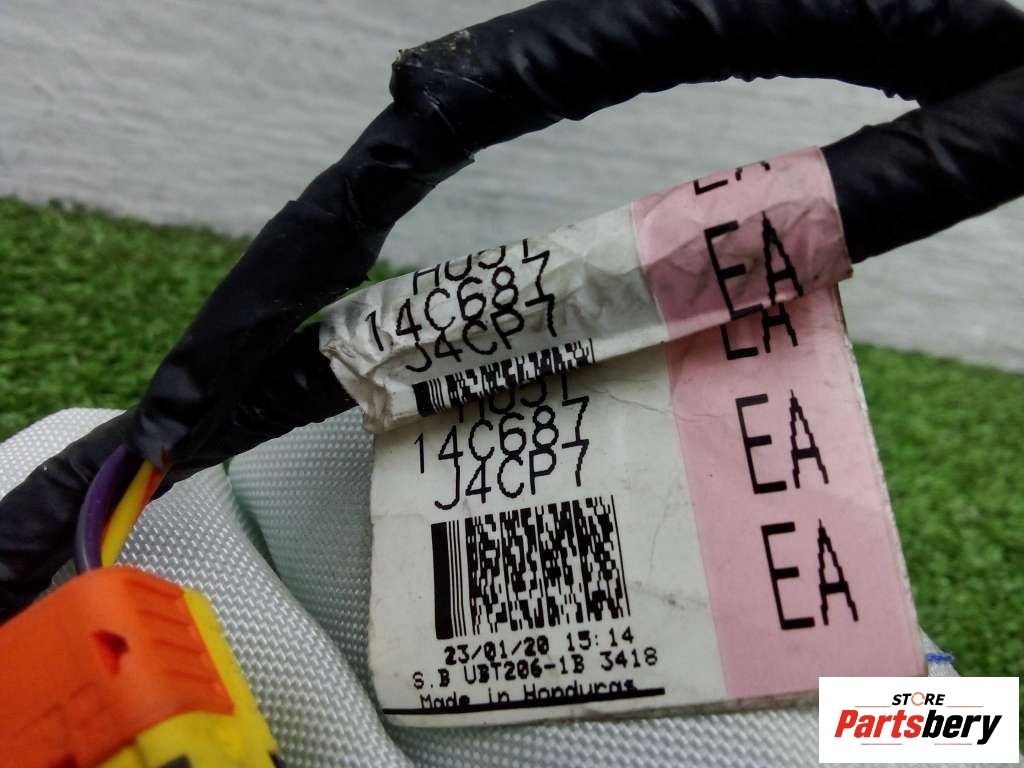 EA
14C687
J4CP7
EA
EA
14C687
J4CP7
EA
EA
23/01/20 15:14
S.B UBT206-1B 3418
Made in Honduras
STORE
Partsbery